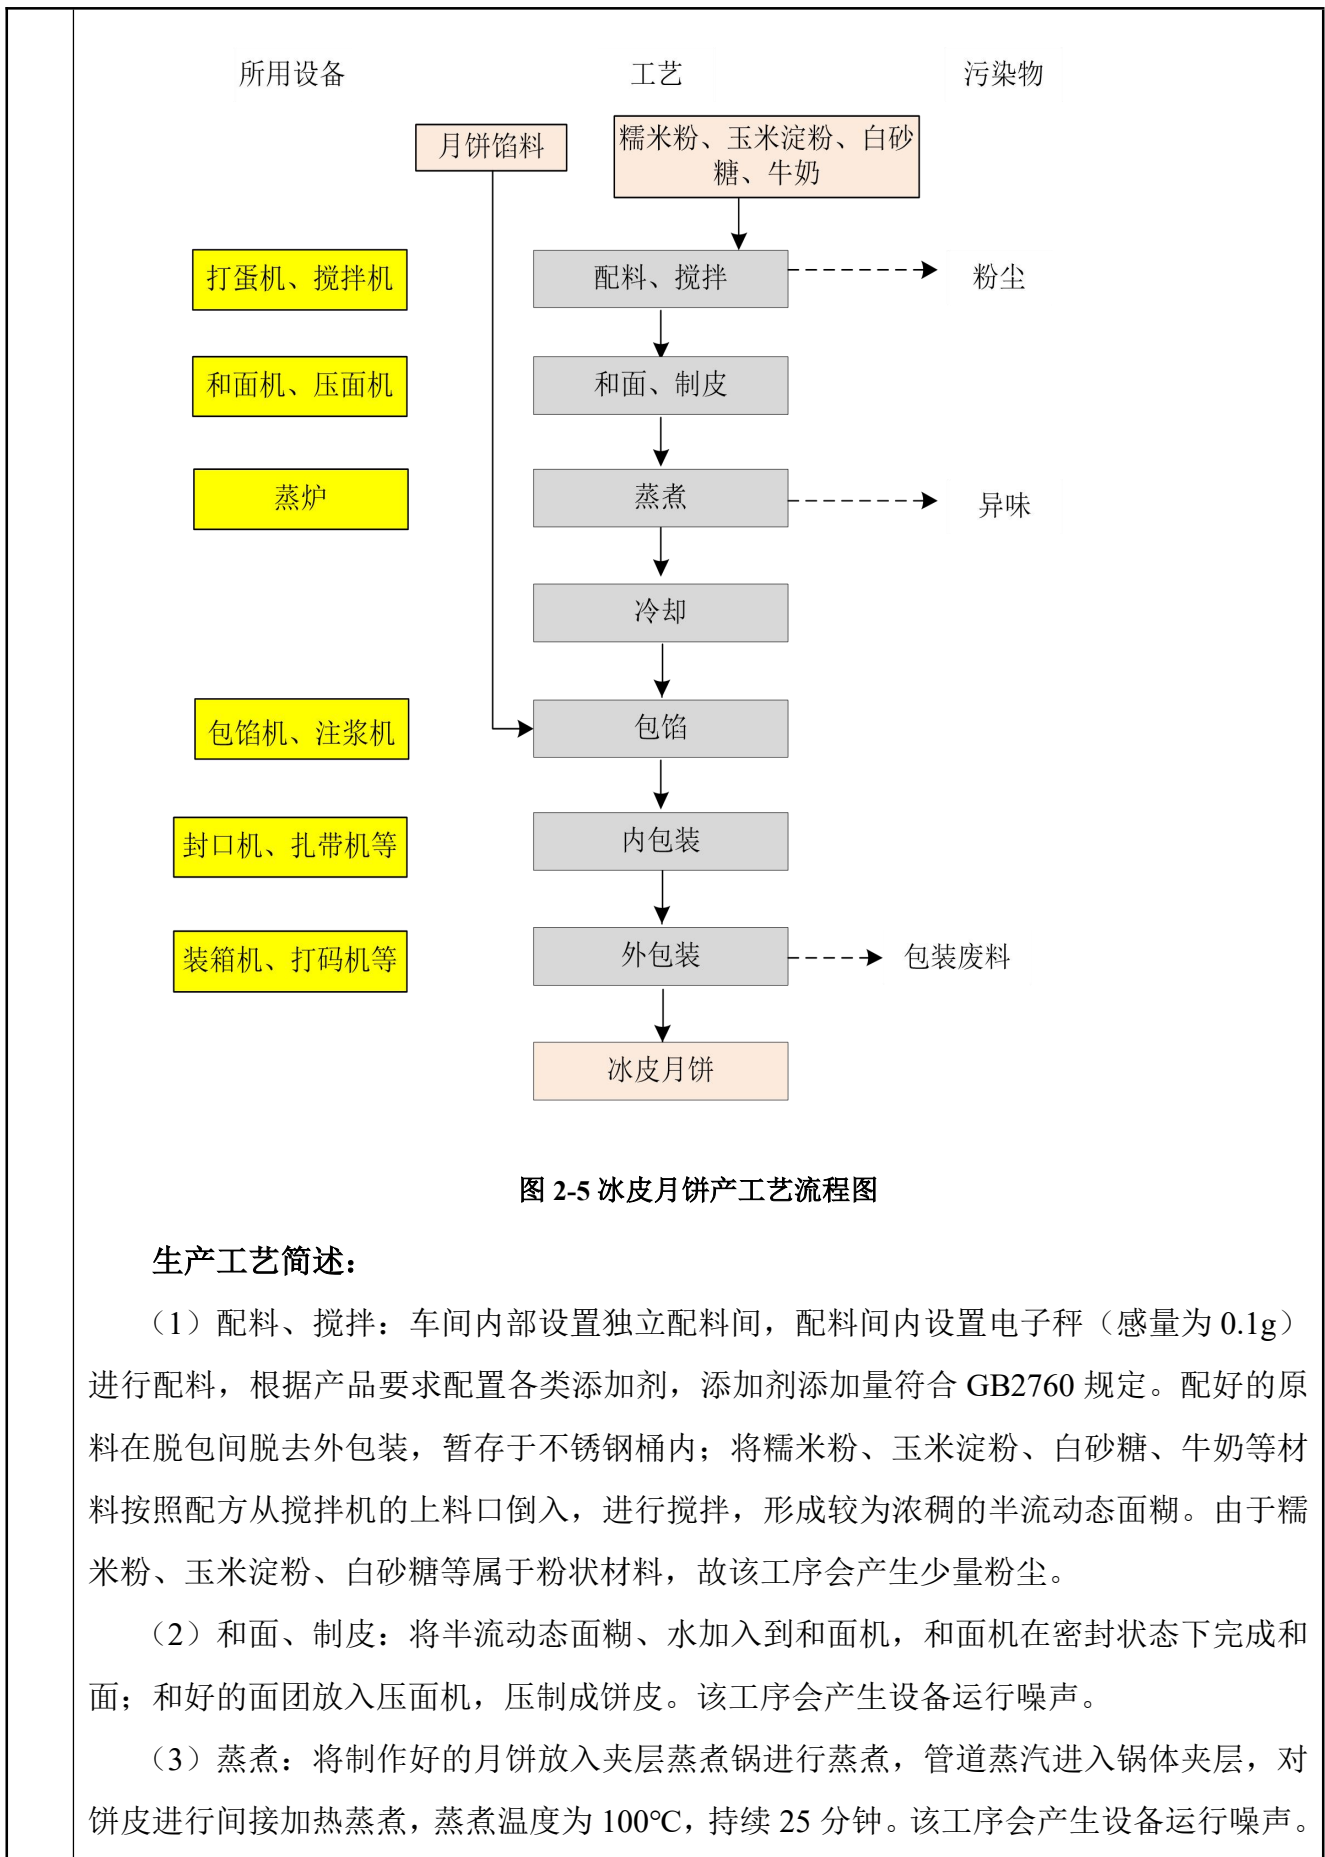 所用设备 工艺 污染物
月饼馅料
糯米粉、玉米淀粉、白砂
糖、牛奶
打蛋机、搅拌机 配料、搅拌 粉尘
和面机、压面机 和面、制皮
蒸炉 蒸煮 异味
冷却
包馅机、注浆机 包馅
封口机、扎带机等 内包装
装箱机、打码机等 外包装 包装废料
冰皮月饼
图 2-5 冰皮月饼产工艺流程图
生产工艺简述：
（1）配料、搅拌：车间内部设置独立配料间，配料间内设置电子秤（感量为 0.1g）
进行配料，根据产品要求配置各类添加剂，添加剂添加量符合 GB2760 规定。配好的原
料在脱包间脱去外包装，暂存于不锈钢桶内；将糯米粉、玉米淀粉、白砂糖、牛奶等材
料按照配方从搅拌机的上料口倒入，进行搅拌，形成较为浓稠的半流动态面糊。由于糯
米粉、玉米淀粉、白砂糖等属于粉状材料，故该工序会产生少量粉尘。
（2）和面、制皮：将半流动态面糊、水加入到和面机，和面机在密封状态下完成和
面；和好的面团放入压面机，压制成饼皮。该工序会产生设备运行噪声。
（3）蒸煮：将制作好的月饼放入夹层蒸煮锅进行蒸煮，管道蒸汽进入锅体夹层，对
饼皮进行间接加热蒸煮，蒸煮温度为 100℃，持续 25 分钟。该工序会产生设备运行噪声。